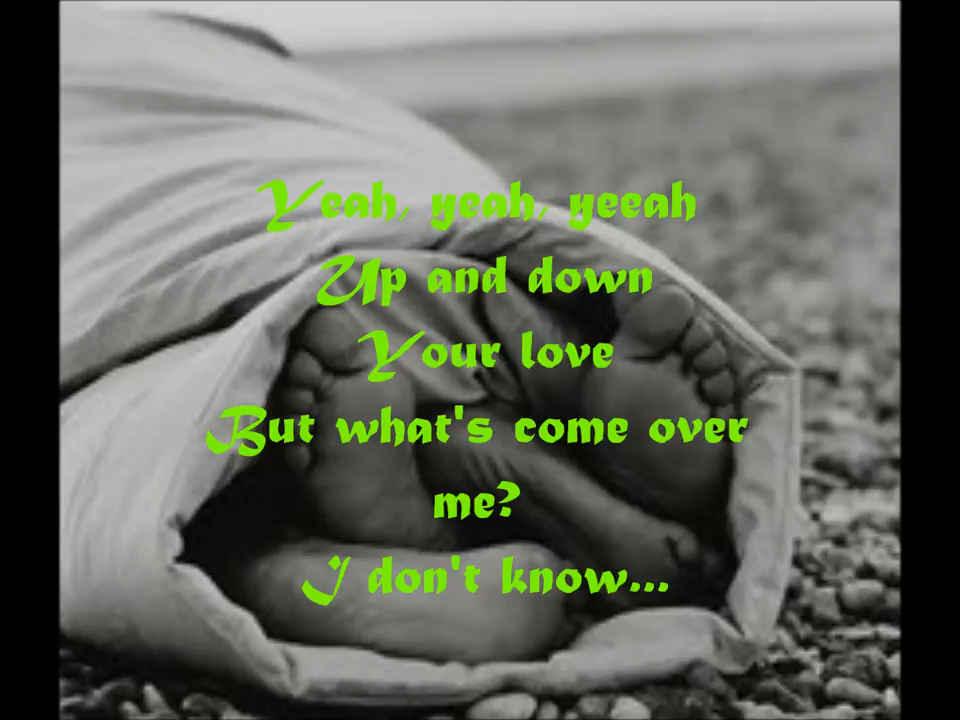 Yeah, yeah, yeeah
Up and down
Your love
But what's come over
me?
I don't know...